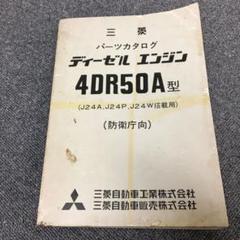 三菱
パーツカタログ
ディーゼル エンジン
4DR50A型
(J24A、J24P、J24W搭載用)
(防衛庁向)
三菱自動車工業株式会社
三菱自動車販売株式会社